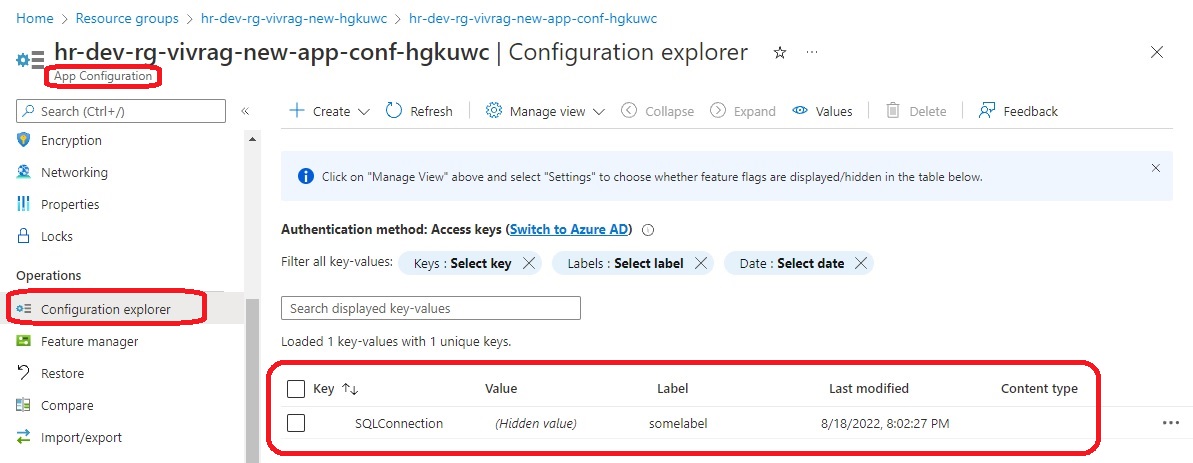 Home > Resource groups > hr-dev-rg-vivrag-new-hgkuwc > hr-dev-rg-vivrag-new-app-conf-hgkuwc >
hr-dev-rg-vivrag-new-app-conf-hgkuwc | Configuration explorer ☆ ...
App Configuration
Search (Ctrl+/) «
Create Refresh Manage view Collapse Expand Values Delete Feedback
Encryption
Networking
Properties
Locks
Operations
Configuration explorer
Feature manager
Restore
Compare
Import/export
Click on "Manage View" above and select "Settings" to choose whether feature flags are displayed/hidden in the table below.
Authentication method: Access keys (Switch to Azure AD)
Filter all key-values: Keys : Select key Labels : Select label Date : Select date
Search displayed key-values
Loaded 1 key-values with 1 unique keys.
Key ↑↓ Value Label Last modified Content type
SQLConnection (Hidden value) somelabel 8/18/2022, 8:02:27 PM ...